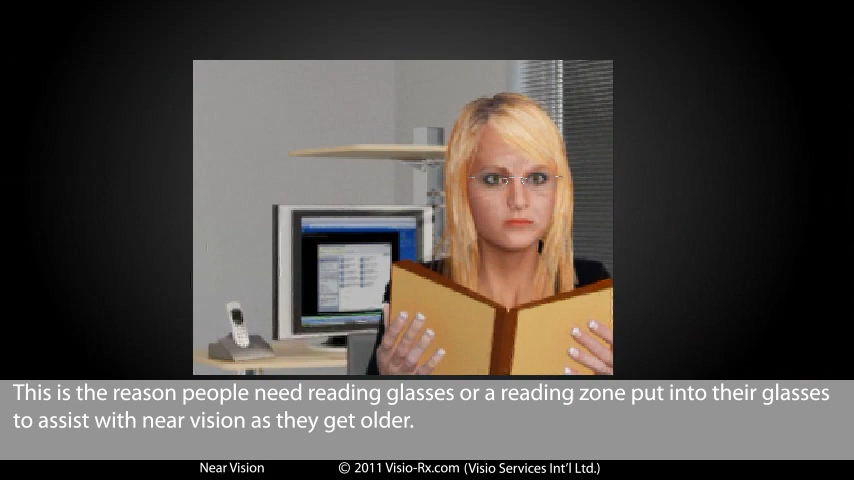 This is the reason people need reading glasses or a reading zone put into their glasses
to assist with near vision as they get older.
Near Vision © 2011 Visio-Rx.com (Visio Services Int'l Ltd.)